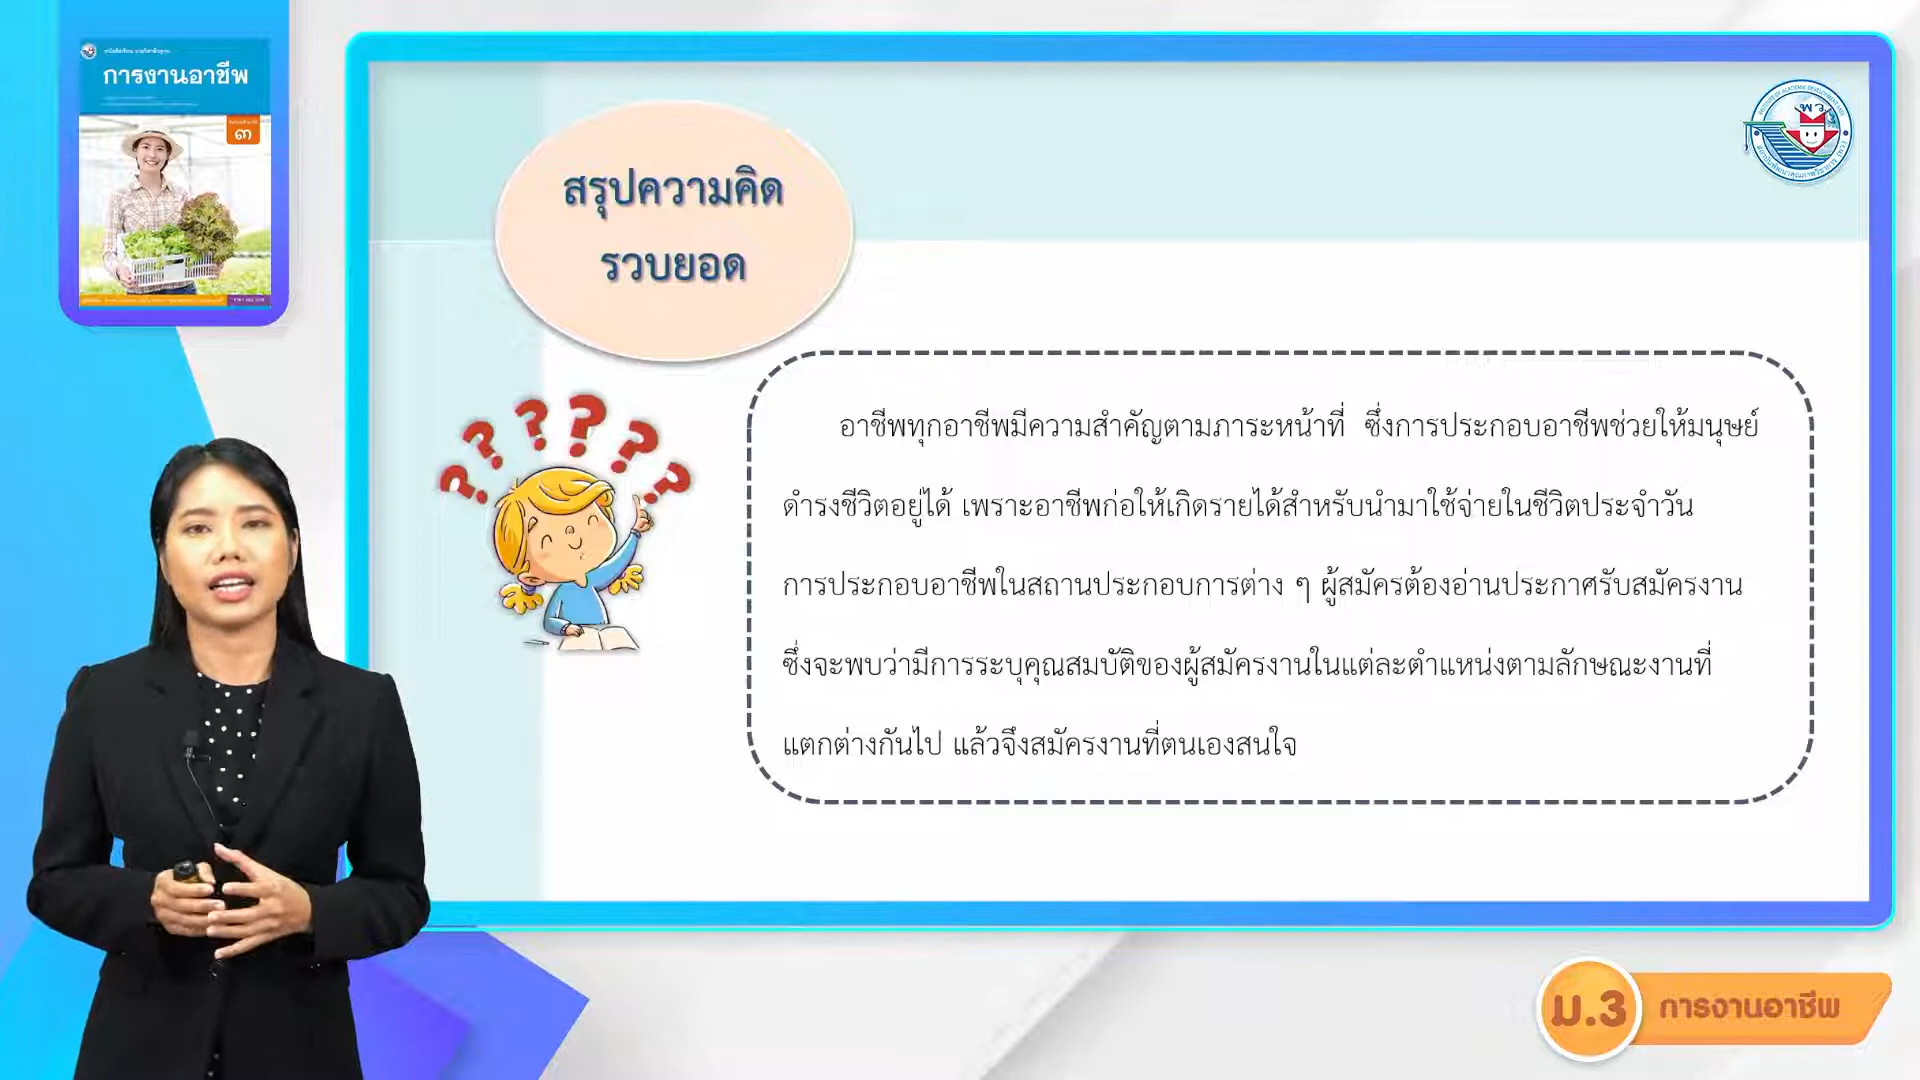 การงานอาชีพ
๓
พว
สรุปความคิด
รวบยอด
อาชีพทุกอาชีพมีความสำคัญตามภาระหน้าที่ ซึ่งการประกอบอาชีพช่วยให้มนุษย์
ดำรงชีวิตอยู่ได้ เพราะอาชีพก่อให้เกิดรายได้สำหรับนำมาใช้จ่ายในชีวิตประจำวัน
การประกอบอาชีพในสถานประกอบการต่าง ๆ ผู้สมัครต้องอ่านประกาศรับสมัครงาน
ซึ่งจะพบว่ามีการระบุคุณสมบัติของผู้สมัครงานในแต่ละตำแหน่งตามลักษณะงานที่
แตกต่างกันไป แล้วจึงสมัครงานที่ตนเองสนใจ
ม.3 การงานอาชีพ